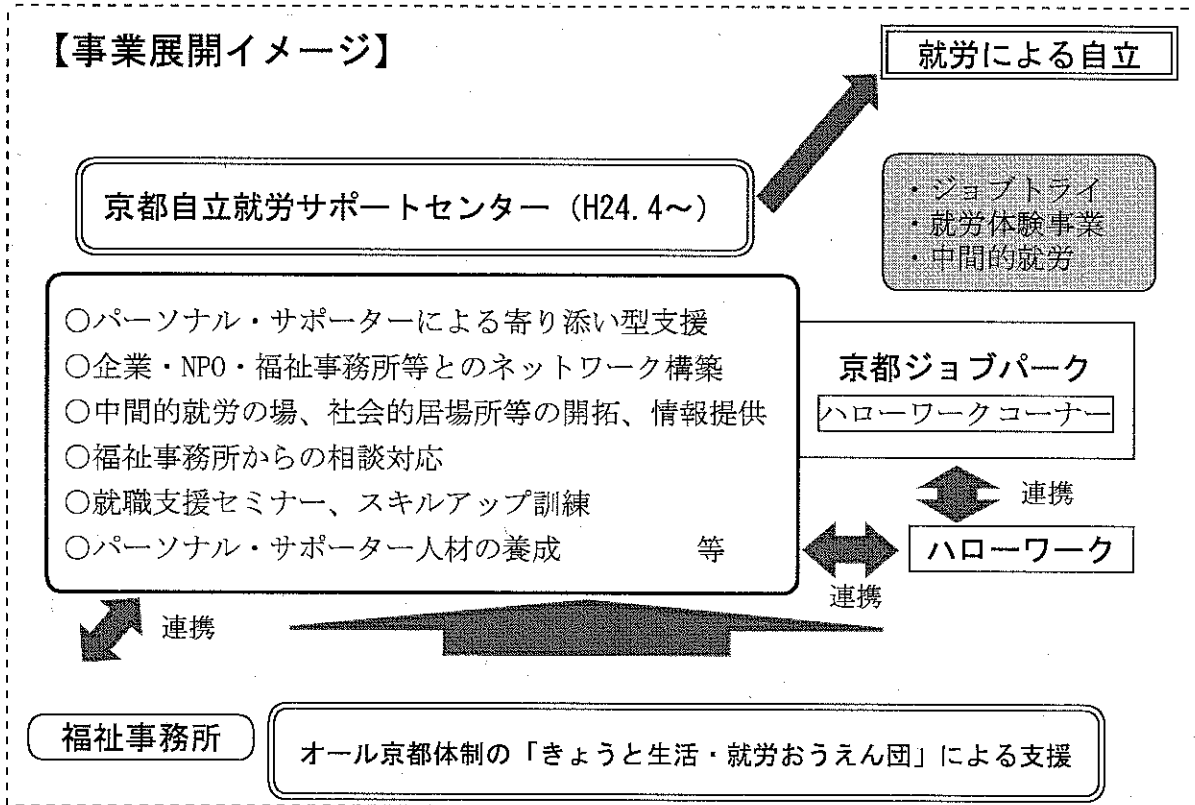 【事業展開イメージ】
就労による自立
京都自立就労サポートセンター（H24.4～）
・ジョブトライ
・就労体験事業
・中間的就労
○パーソナル・サポーターによる寄り添い型支援
○企業・NPO・福祉事務所等とのネットワーク構築
○中間的就労の場、社会的居場所等の開拓、情報提供
○福祉事務所からの相談対応
○就職支援セミナー、スキルアップ訓練
○パーソナル・サポーター人材の養成　　　　　等
京都ジョブパーク
ハローワークコーナー
連携
ハローワーク
連携
連携
福祉事務所
オール京都体制の「きょうと生活・就労おうえん団」による支援